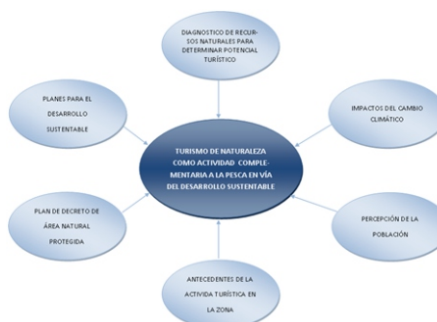 DIAGNOSTICO DE RECUR-
SOS NATURALES PARA
DETERMINAR POTENCIAL
TURÍSTICO
PLANES PARA EL
DESARROLLO
SUSTENTABLE
IMPACTOS DEL CAMBIO
CLIMÁTICO
TURISMO DE NATURALEZA
COMO ACTIVIDAD COMPLE-
MENTARIA A LA PESCA EN VÍA
DEL DESARROLLO SUSTENTABLE
PLAN DE DECRETO DE
ÁREA NATURAL
PROTEGIDA
PERCEPCIÓN DE LA
POBLACIÓN
ANTECEDENTES DE LA
ACTIVIDA TURÍSTICA EN
LA ZONA